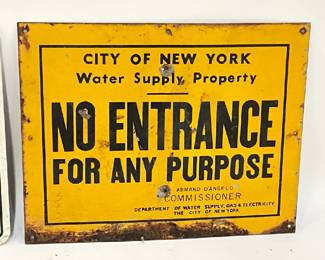 CITY OF NEW YORK
Water Supply Property
NO ENTRANCE
FOR ANY PURPOSE
ARMAND D'ANGELO
COMMISSIONER
DEPARTMENT OF WATER SUPPLY, GAS & ELECTRICITY
THE CITY OF NEW YORK